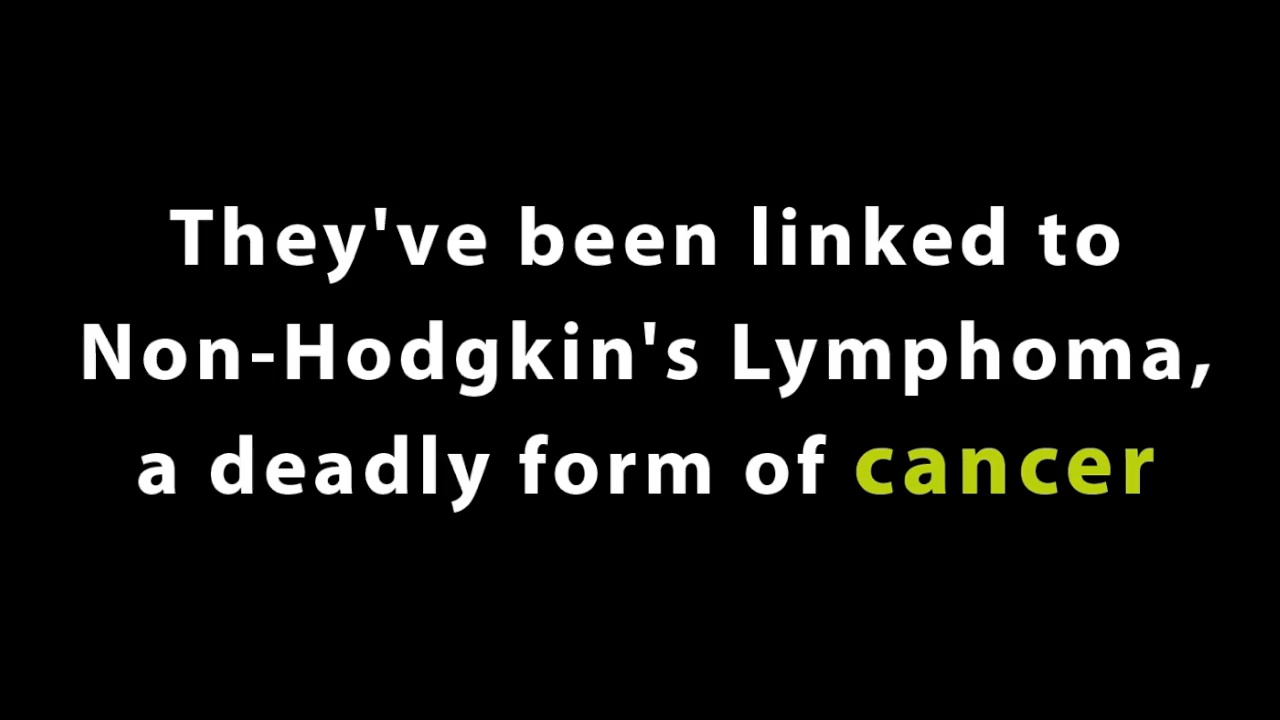 They've been linked to
Non-Hodgkin's Lymphoma,
a deadly form of cancer